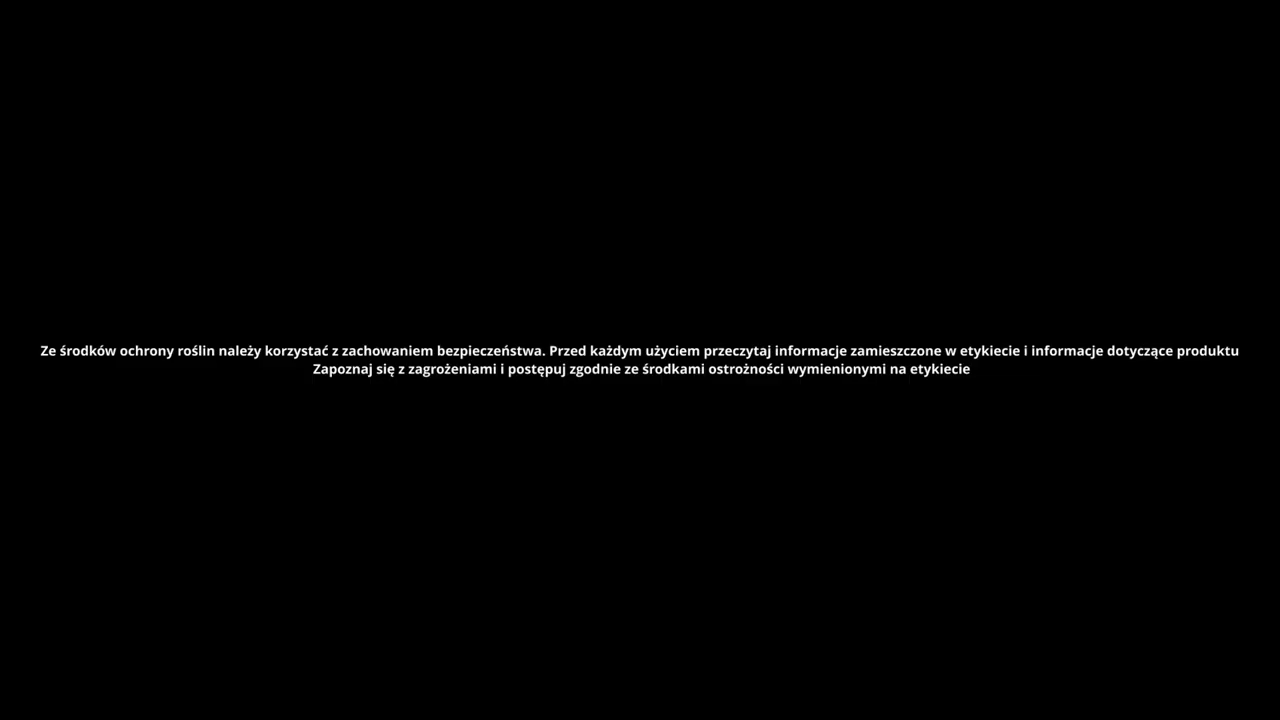 Ze środków ochrony roślin należy korzystać z zachowaniem bezpieczeństwa. Przed każdym użyciem przeczytaj informacje zamieszczone w etykiecie i informacje dotyczące produktu
Zapoznaj się z zagrożeniami i postępuj zgodnie ze środkami ostrożności wymienionymi na etykiecie